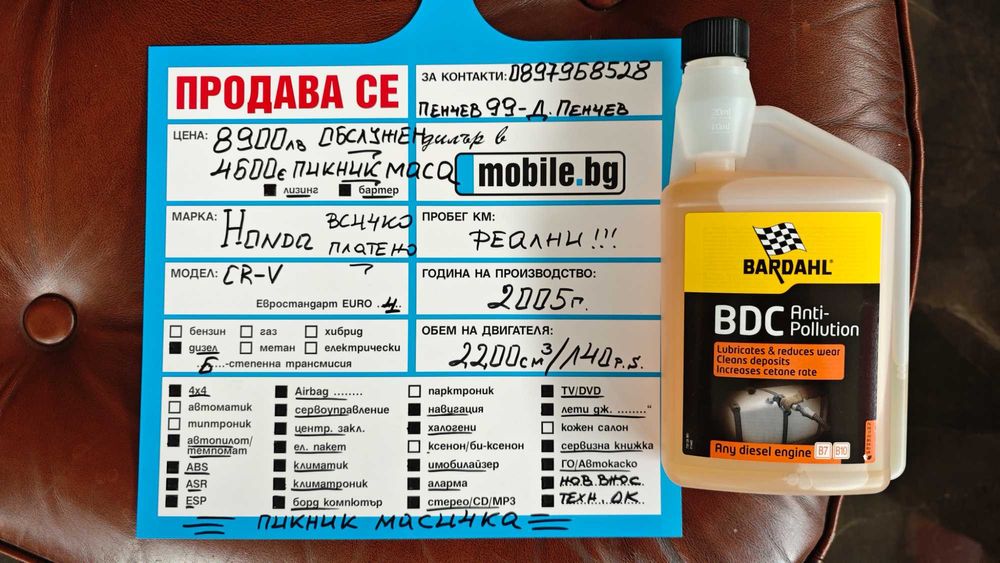 ПРОДАВА СЕ
ЗА КОНТАКТИ: 0897968528
ПЕНЧЕВ 99-Д. ПЕНЧЕВ
ЦЕНА: 8900лв ОБСЛУЖЕН дилър в
4600€ ПИКНИК МАСА
лизинг бартер
mobile.bg
МАРКА: HONDA ВСИЧКО
ПЛАТЕНО
ПРОБЕГ КМ:
РЕАЛНИ!!!
МОДЕЛ: CR-V
Евростандарт EURO .4..
ГОДИНА НА ПРОИЗВОДСТВО:
2005г.
бензин газ хибрид
дизел метан електрически
6...-степенна трансмисия
ОБЕМ НА ДВИГАТЕЛЯ:
2200см³/140p.s.
4x4
автоматик
типтроник
автопилот/
темпомат
ABS
ASR
ESP
Airbag ........
сервоуправление
центр. закл.
ел. пакет
климатик
климатроник
борд компютър
парктроник
навигация
халогени
ксенон/би-ксенон
имобилайзер
аларма
стерео/CD/MP3
TV/DVD
лети дж. ........"
кожен салон
сервизна книжка
ГО/Автокаско
НОВ ВНОС
ТЕХН. ОК
ПИКНИК МАСИЧКА
20ml
10ml
BARDAHL
BDC Anti-
Pollution
Lubricates & reduces wear
Cleans deposits
Increases cetane rate
Any diesel engine B7 B10